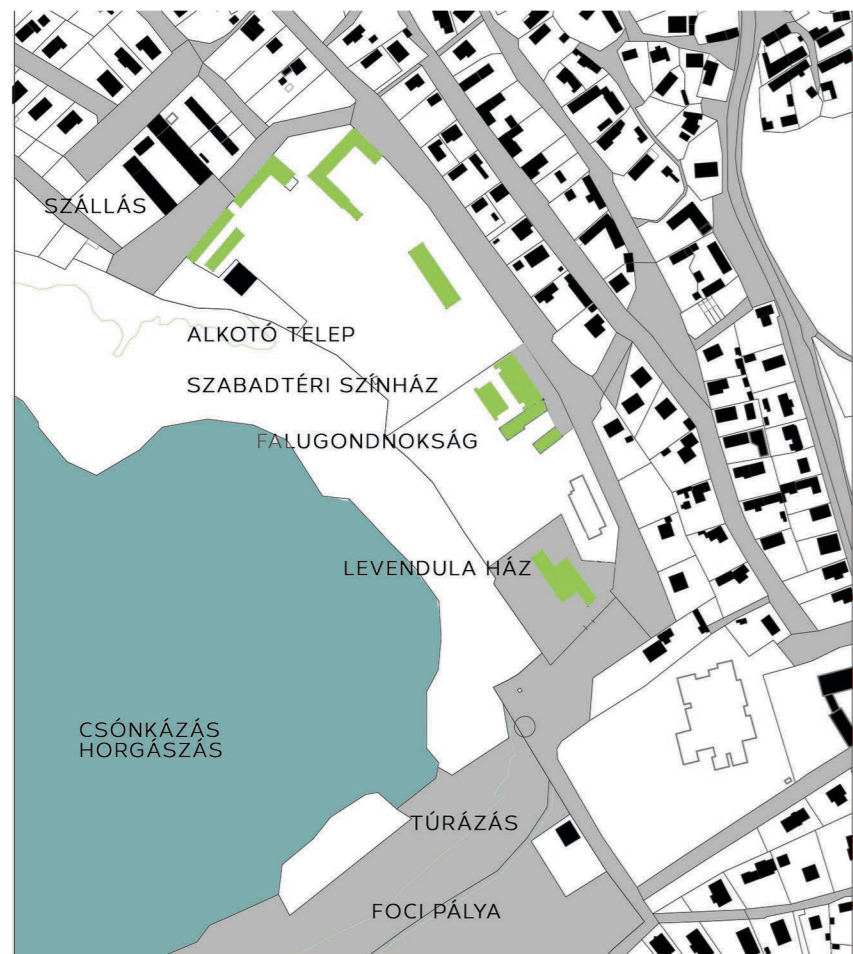 SZÁLLÁS
ALKOTÓ TELEP
SZABADTÉRI SZÍNHÁZ
FALUGONDNOKSÁG
LEVENDULA HÁZ
CSÓNKÁZÁS
HORGÁSZÁS
TÚRÁZÁS
FOCI PÁLYA